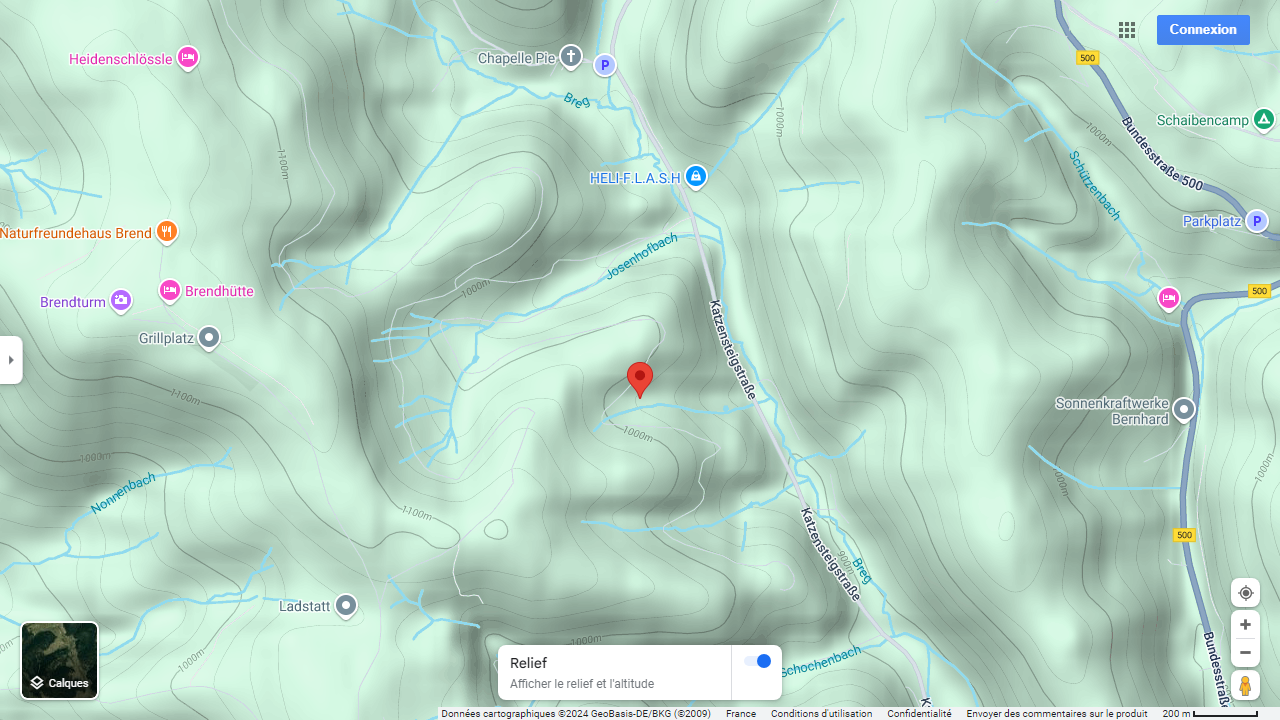 Connexion
Heidenschlössle
Chapelle Pie
P
500
Breg
1000m
1000m
Schaibencamp
Bundesstraße 500
1100m
HELI-F.L.A.S.H
Schützenbach
Parkplatz
P
Naturfreundehaus Brend
Josenhofbach
1000m
Brendhütte
Brendturm
500
Grillplatz
Katzensteigstraße
1100m
Sonnenkraftwerke
Bernhard
1000m
1000m
1000m
1000m
Nonnenbach
1100m
Katzensteigstraße
500
900m
Breg
Ladstatt
1000m
1000m
Bundesstraß
Schochenbach
K
Relief
Afficher le relief et l'altitude
Calques
Données cartographiques ©2024 GeoBasis-DE/BKG (©2009)
France
Conditions d'utilisation
Confidentialité
Envoyer des commentaires sur le produit
200 m